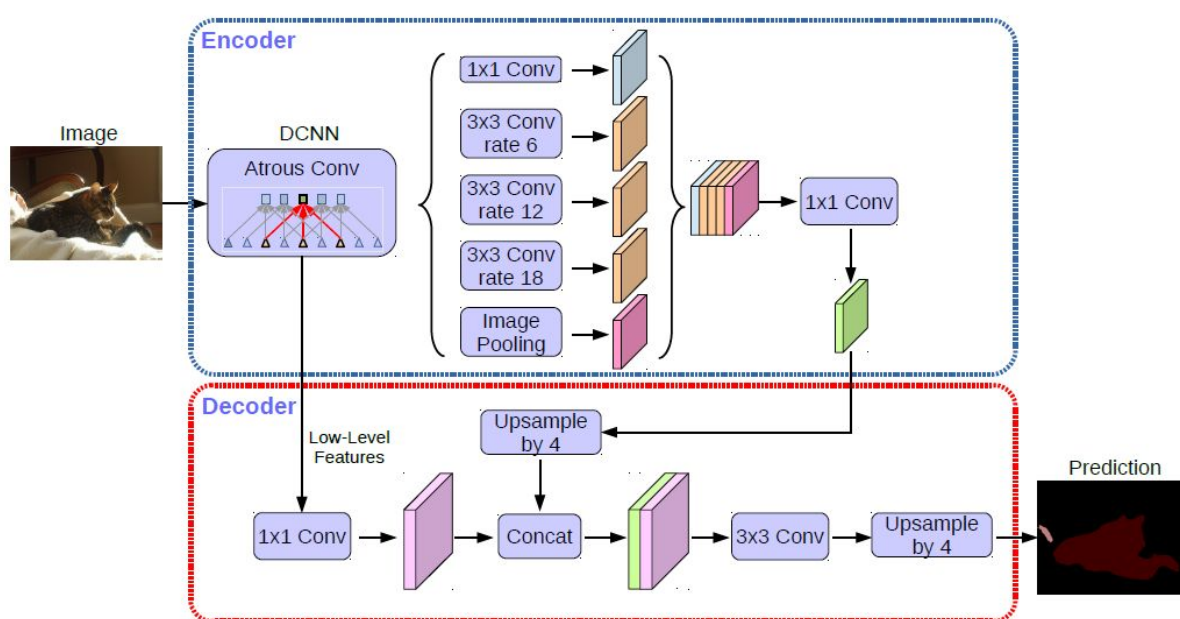 Encoder
Image
DCNN
Atrous Conv
1x1 Conv
3x3 Conv
rate 6
3x3 Conv
rate 12
3x3 Conv
rate 18
Image
Pooling
1x1 Conv
Decoder
Low-Level
Features
Upsample
by 4
1x1 Conv
Concat
3x3 Conv
Upsample
by 4
Prediction